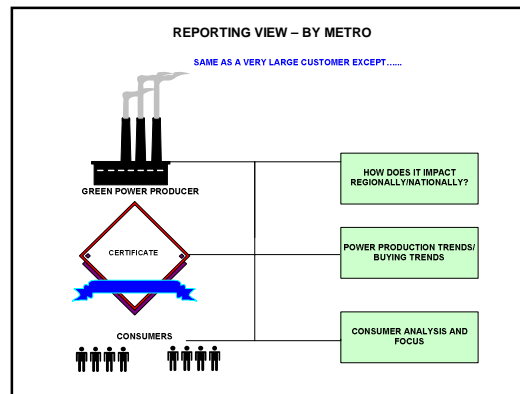 REPORTING VIEW – BY METRO
SAME AS A VERY LARGE CUSTOMER EXCEPT......
GREEN POWER PRODUCER
HOW DOES IT IMPACT
REGIONALLY/NATIONALLY?
CERTIFICATE
POWER PRODUCTION TRENDS/
BUYING TRENDS
CONSUMERS
CONSUMER ANALYSIS AND
FOCUS